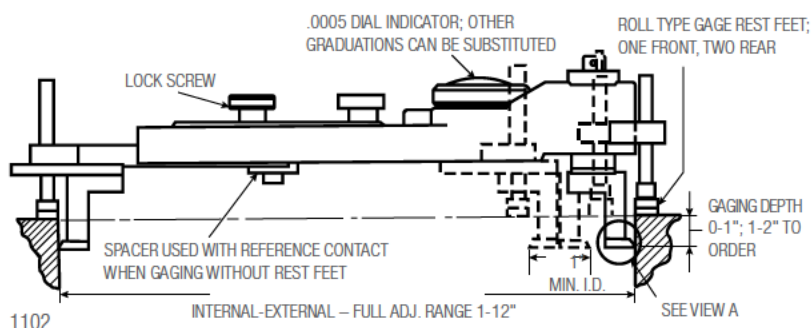 .0005 DIAL INDICATOR; OTHER
GRADUATIONS CAN BE SUBSTITUTED
ROLL TYPE GAGE REST FEET;
ONE FRONT, TWO REAR
LOCK SCREW
GAGING DEPTH
0-1"; 1-2" TO
ORDER
SPACER USED WITH REFERENCE CONTACT
WHEN GAGING WITHOUT REST FEET
1"
MIN. I.D.
SEE VIEW A
INTERNAL-EXTERNAL – FULL ADJ. RANGE 1-12"
1102